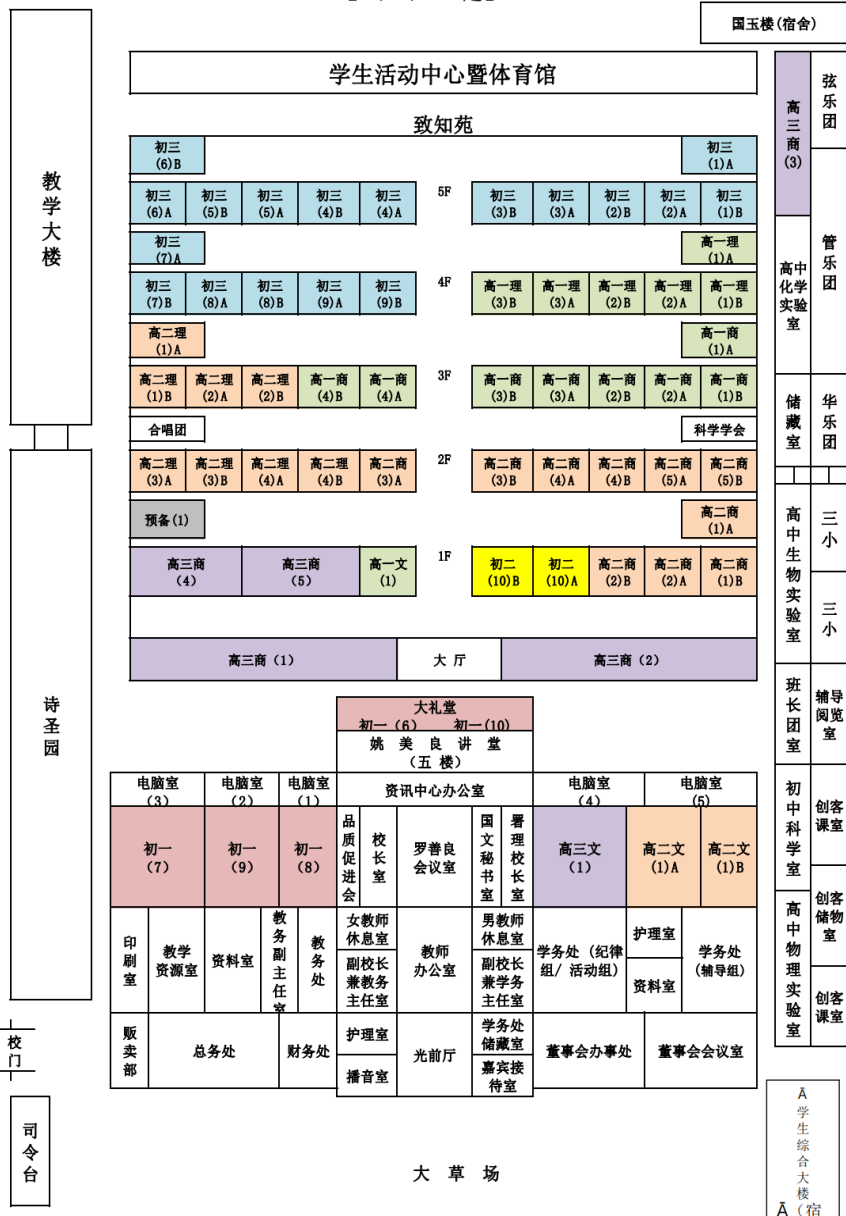 国玉楼(宿舍)
学生活动中心暨体育馆
教学大楼
致知苑
高三商
(3)
弦乐团
初三
(6)B
初三
(1)A
初三
(6)A
初三
(5)B
初三
(5)A
初三
(4)B
初三
(4)A
5F
初三
(3)B
初三
(3)A
初三
(2)B
初三
(2)A
初三
(1)B
初三
(7)A
高一理
(1)A
管乐团
初三
(7)B
初三
(8)A
初三
(8)B
初三
(9)A
初三
(9)B
4F
高一理
(3)B
高一理
(3)A
高一理
(2)B
高一理
(2)A
高一理
(1)B
高中
化学
实验
室
高二理
(1)A
高一商
(1)A
高二理
(1)B
高二理
(2)A
高二理
(2)B
高一商
(4)B
高一商
(4)A
3F
高一商
(3)B
高一商
(3)A
高一商
(2)B
高一商
(2)A
高一商
(1)B
储藏室
华乐团
合唱团
科学学会
高二理
(3)A
高二理
(3)B
高二理
(4)A
高二理
(4)B
高二商
(3)A
2F
高二商
(3)B
高二商
(4)A
高二商
(4)B
高二商
(5)A
高二商
(5)B
预备(1)
高二商
(1)A
高中生物实验室
三小
高三商
(4)
高三商
(5)
高一文
(1)
1F
初二
(10)B
初二
(10)A
高二商
(2)B
高二商
(2)A
高二商
(1)B
三小
高三商（1）
大 厅
高三商（2）
诗圣园
班长团室
辅导
阅览
室
大礼堂
初一（6） 初一(10)
姚 美 良 讲 堂
（五 楼）
电脑室
（3）
电脑室
（2）
电脑室
（1）
资讯中心办公室
电脑室
（4）
电脑室
(5)
初中科学室
创客
课室
初一
（7）
初一
（9）
初一
（8）
品质促进会
校长室
罗善良
会议室
国文秘书室
署理校长室
高三文
（1）
高二文
(1)A
高二文
(1)B
高中物理实验室
创客
储物
室
印刷室
教学
资源室
资料室
教务副主任室
教务处
女教师
休息室
副校长
兼教务
主任室
教师
办公室
男教师
休息室
副校长
兼学务
主任室
学务处（纪律
组/ 活动组）
护理室
资料室
学务处
(辅导组)
创客
课室
校门
贩卖部
总务处
财务处
护理室
播音室
光前厅
学务处
储藏室
嘉宾接
待室
董事会办事处
董事会会议室
司令台
大 草 场
Ā
学生综合大楼
Ā（宿